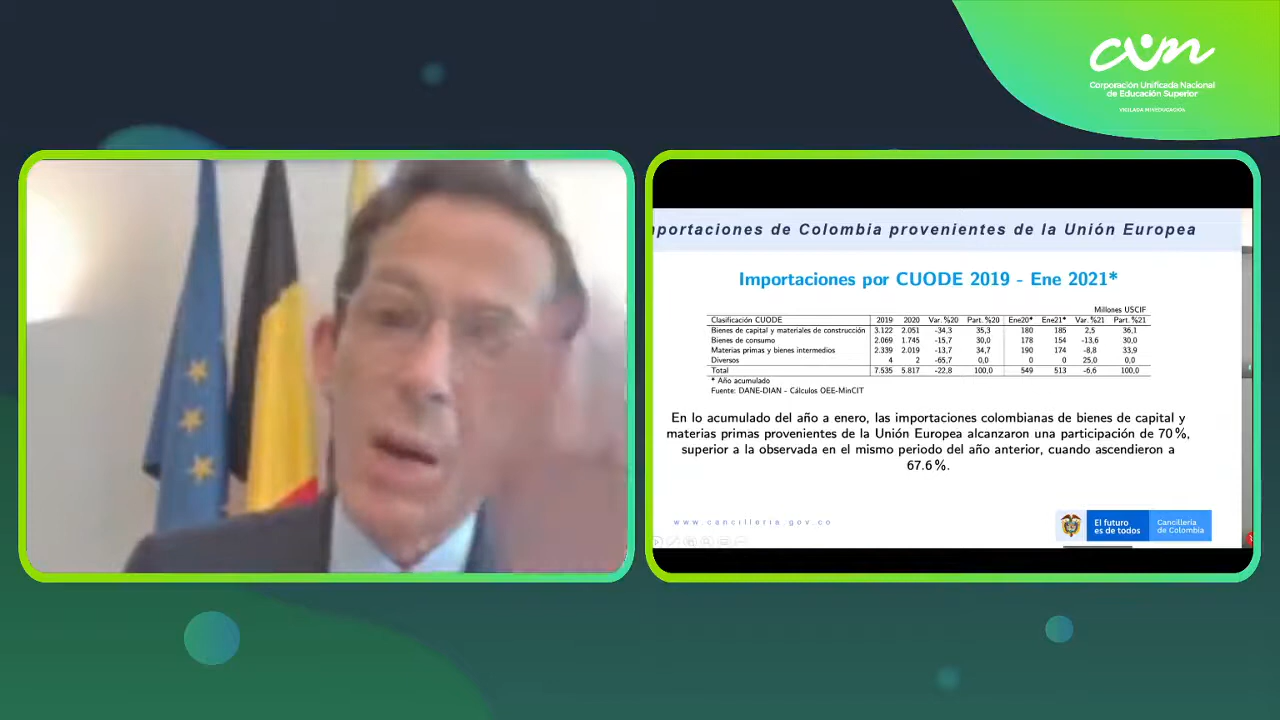 cun
Corporación Unificada Nacional
de Educación Superior
VIGILADA MINEDUCACIÓN
portaciones de Colombia provenientes de la Unión Europea
Importaciones por CUODE 2019 - Ene 2021*
Millones USCIF
Clasificación CUODE 2019 2020 Var. %20 Part. %20 Ene20* Ene21* Var. %21 Part. %21
Bienes de capital y materiales de construcción 3.122 2.051 -34,3 35,3 180 185 2,5 36,1
Bienes de consumo 2.069 1.745 -15,7 30,0 178 154 -13,6 30,0
Materias primas y bienes intermedios 2.339 2.019 -13,7 34,7 190 174 -8,8 33,9
Diversos 4 2 -65,7 0,0 0 0 25,0 0,0
Total 7.535 5.817 -22,8 100,0 549 513 -6,6 100,0
* Año acumulado
Fuente: DANE-DIAN - Cálculos OEE-MinCIT
En lo acumulado del año a enero, las importaciones colombianas de bienes de capital y
materias primas provenientes de la Unión Europea alcanzaron una participación de 70%,
superior a la observada en el mismo periodo del año anterior, cuando ascendieron a
67.6%.
www.cancilleria.gov.co
El futuro
es de todos
Cancillería
de Colombia